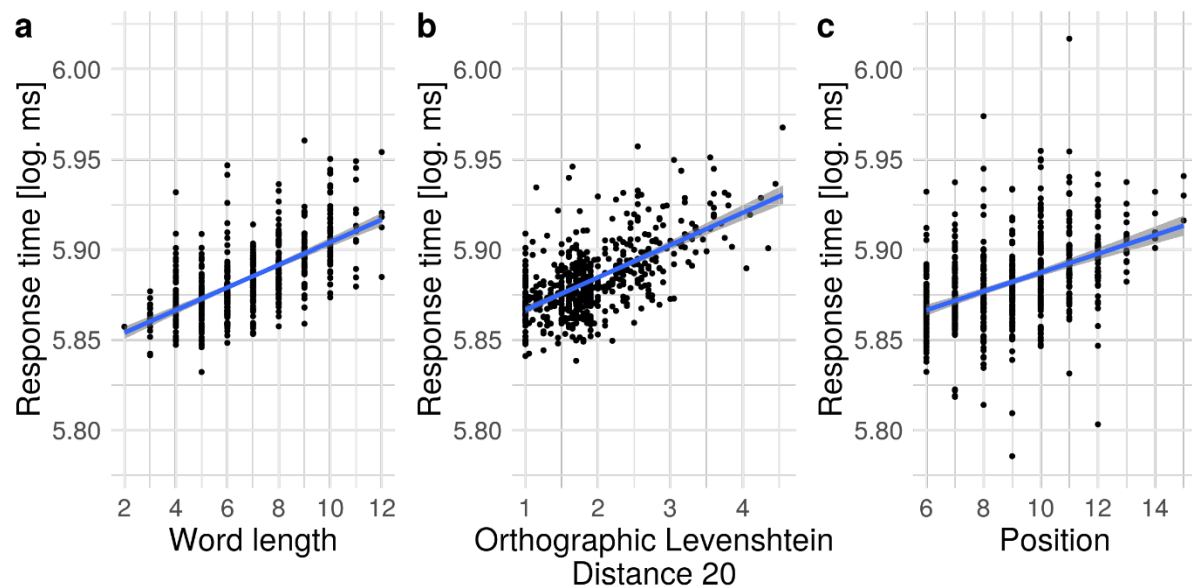 a
Response time [log. ms]
6.00
5.95
5.90
5.85
5.80
2 4 6 8 10 12
Word length
b
Response time [log. ms]
6.00
5.95
5.90
5.85
5.80
1 2 3 4
Orthographic Levenshtein
Distance 20
c
Response time [log. ms]
6.00
5.95
5.90
5.85
5.80
6 8 10 12 14
Position